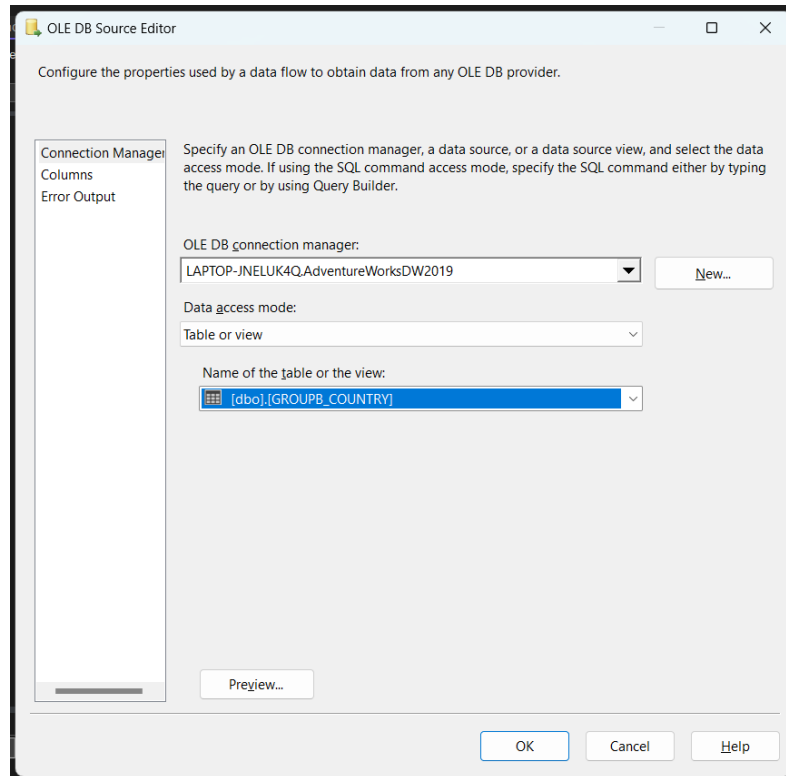 OLE DB Source Editor
Configure the properties used by a data flow to obtain data from any OLE DB provider.
Connection Manager
Columns
Error Output
Specify an OLE DB connection manager, a data source, or a data source view, and select the data
access mode. If using the SQL command access mode, specify the SQL command either by typing
the query or by using Query Builder.
OLE DB connection manager:
LAPTOP-JNELUK4Q.AdventureWorksDW2019
New...
Data access mode:
Table or view
Name of the table or the view:
[dbo].[GROUPB_COUNTRY]
Preview...
OK
Cancel
Help